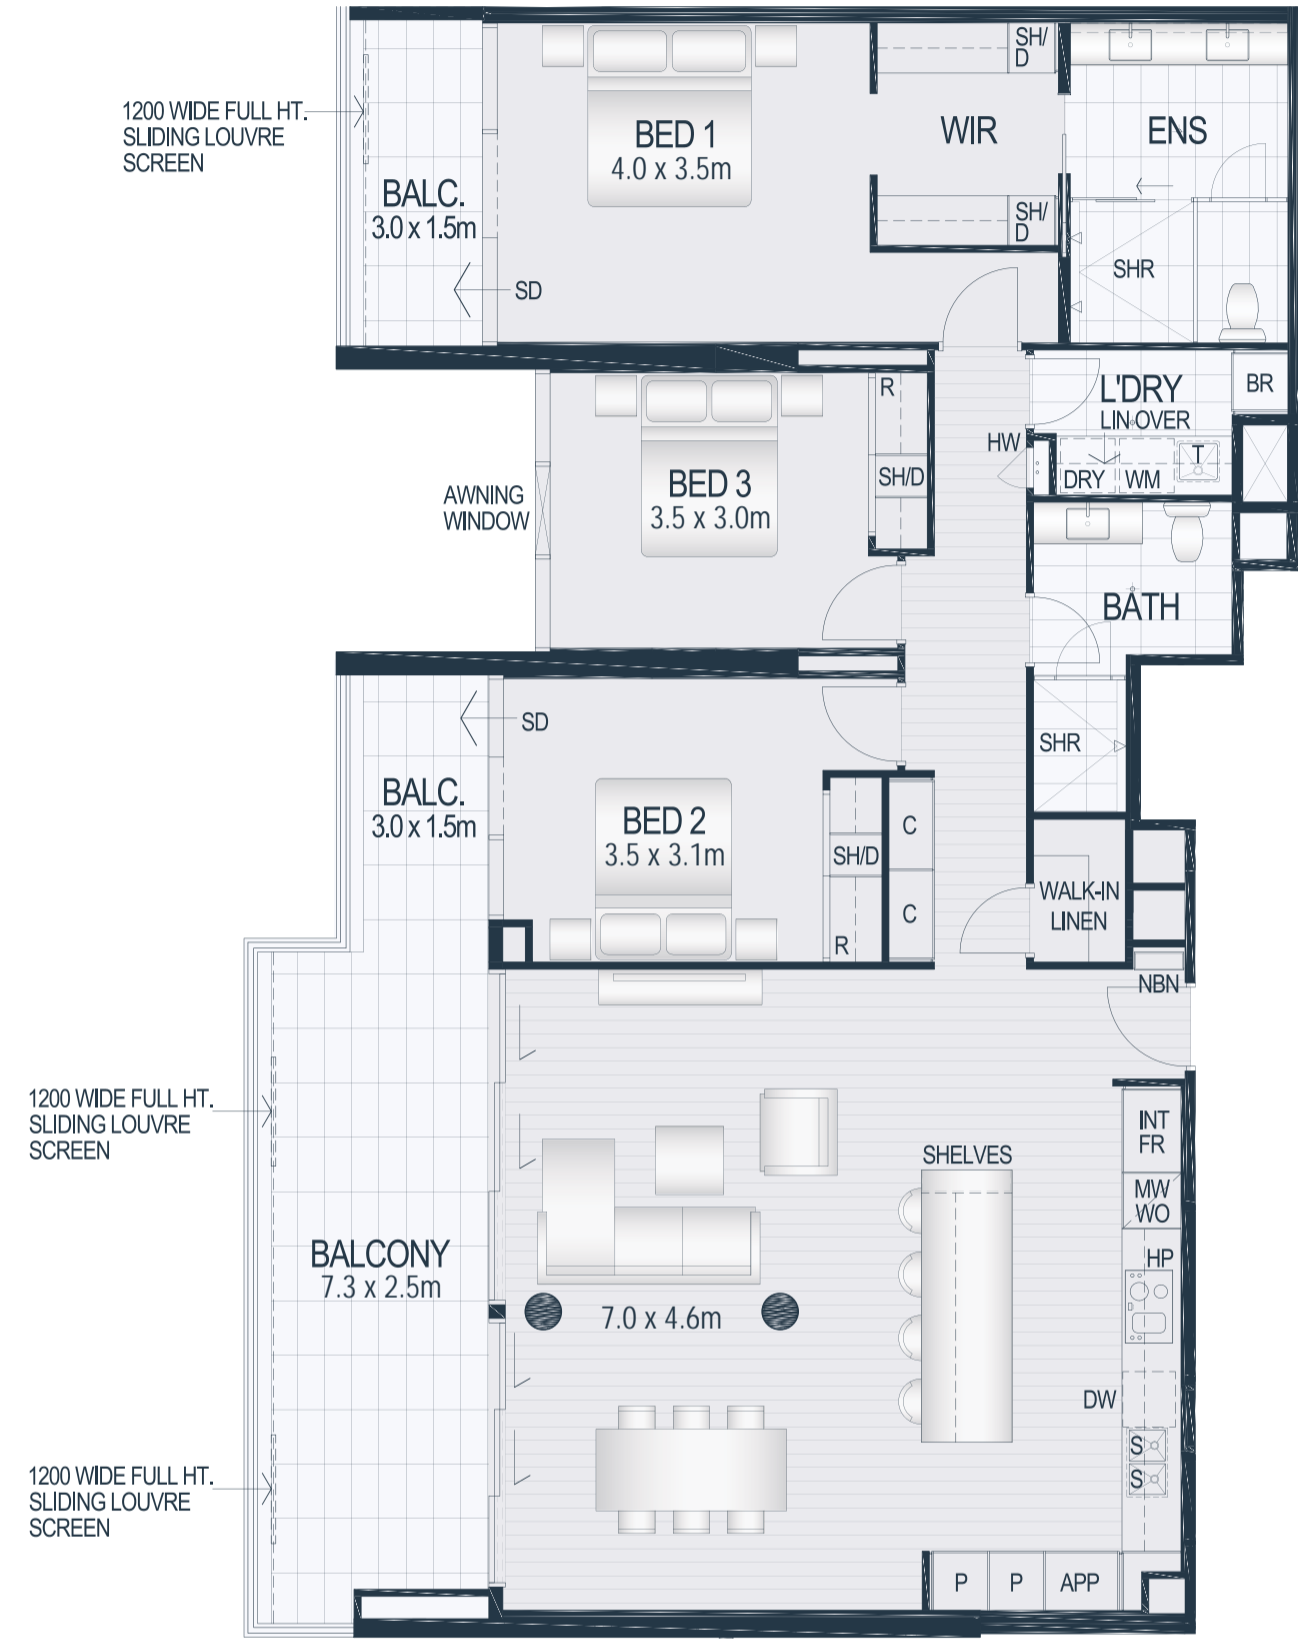 SH/
D
1200 WIDE FULL HT.
SLIDING LOUVRE
SCREEN
BED 1
4.0 x 3.5m
WIR
ENS
BALC.
3.0 x 1.5m
SH/
D
SHR
SD
R
L'DRY
LIN OVER
BR
HW
T
DRY
WM
AWNING
WINDOW
BED 3
3.5 x 3.0m
SH/D
BATH
SD
SHR
BALC.
3.0 x 1.5m
BED 2
3.5 x 3.1m
SH/D
C
C
R
WALK-IN
LINEN
NBN
1200 WIDE FULL HT.
SLIDING LOUVRE
SCREEN
INT
FR
SHELVES
MW
WO
HP
BALCONY
7.3 x 2.5m
7.0 x 4.6m
DW
S
S
1200 WIDE FULL HT.
SLIDING LOUVRE
SCREEN
P
P
APP